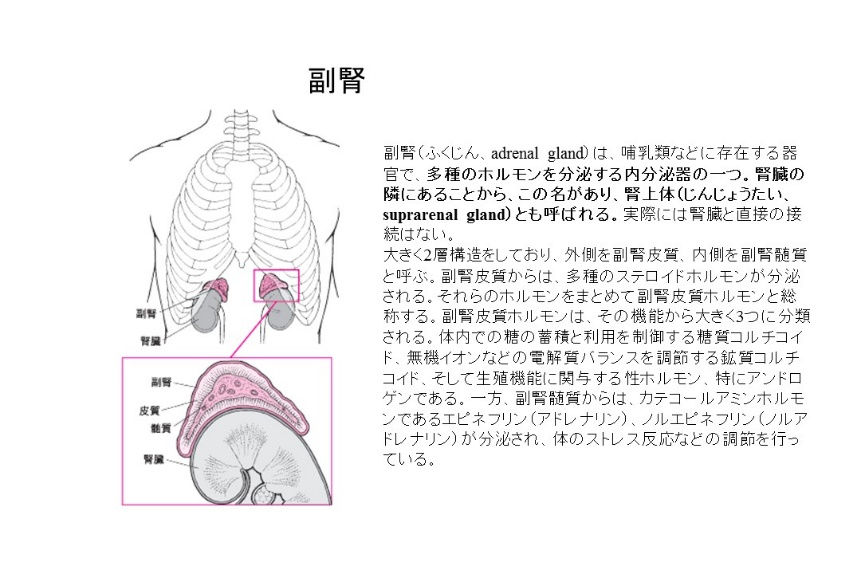 副腎
副腎（ふくじん、adrenal gland）は、哺乳類などに存在する器
官で、多種のホルモンを分泌する内分泌器の一つ。腎臓の
隣にあることから、この名があり、腎上体（じんじょうたい、
suprarenal gland）とも呼ばれる。実際には腎臓と直接の接
続はない。
大きく2層構造をしており、外側を副腎皮質、内側を副腎髄質
と呼ぶ。副腎皮質からは、多種のステロイドホルモンが分泌
される。それらのホルモンをまとめて副腎皮質ホルモンと総
称する。副腎皮質ホルモンは、その機能から大きく3つに分類
される。体内での糖の蓄積と利用を制御する糖質コルチコイ
ド、無機イオンなどの電解質バランスを調節する鉱質コルチ
コイド、そして生殖機能に関与する性ホルモン、特にアンドロ
ゲンである。一方、副腎髄質からは、カテコールアミンホルモ
ンであるエピネフリン（アドレナリン）、ノルエピネフリン（ノルア
ドレナリン）が分泌され、体のストレス反応などの調節を行っ
ている。
副腎
腎臓
副腎
皮質
髄質
腎臓